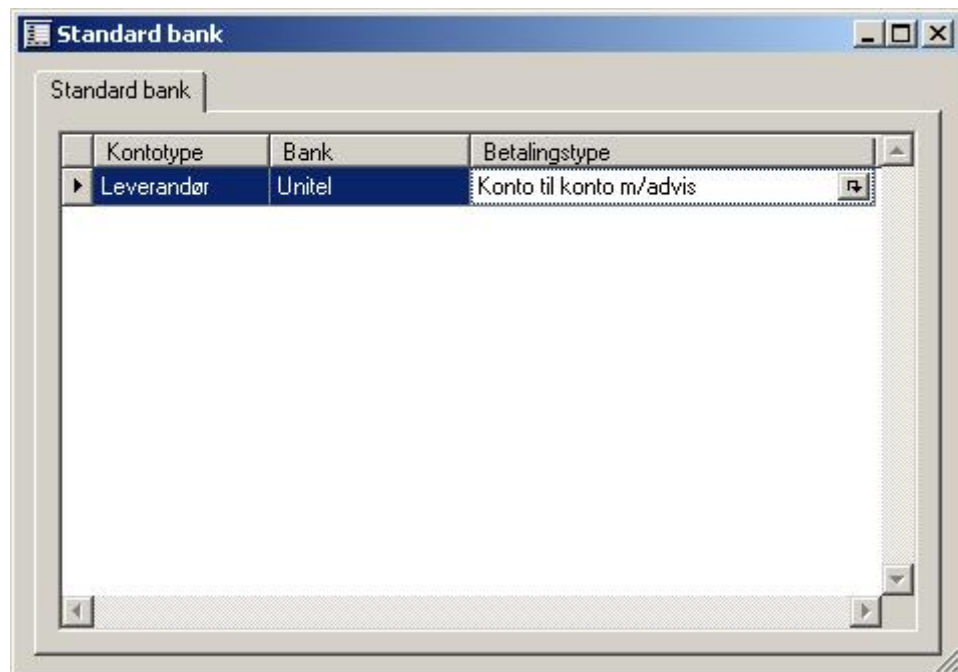 Standard bank
Standard bank
Kontotype Bank Betalingstype
Leverandør Unitel Konto til konto m/advis